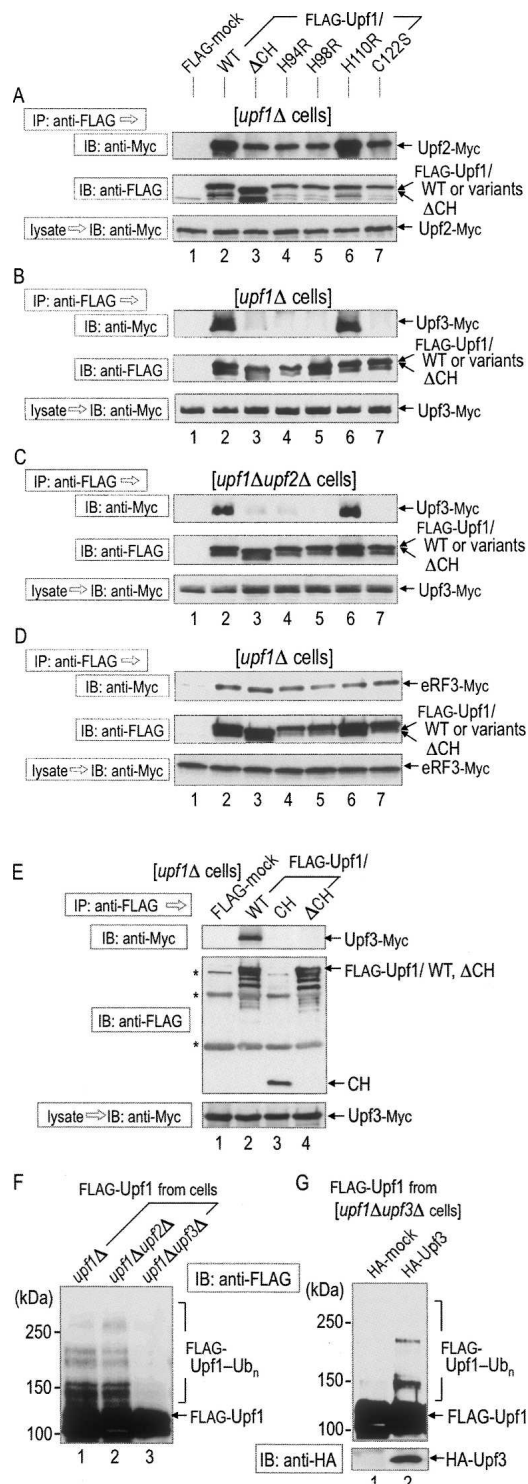 FLAG-Upf1/
FLAG-mock
WT
ΔCH
H94R
H98R
H110R
C122S
A
IP: anti-FLAG ⇨
[upf1Δ cells]
IB: anti-Myc
Upf2-Myc
FLAG-Upf1/
IB: anti-FLAG
WT or variants
ΔCH
lysate ⇨ IB: anti-Myc
Upf2-Myc
1 2 3 4 5 6 7
B
IP: anti-FLAG ⇨
[upf1Δ cells]
IB: anti-Myc
Upf3-Myc
FLAG-Upf1/
IB: anti-FLAG
WT or variants
ΔCH
lysate ⇨ IB: anti-Myc
Upf3-Myc
1 2 3 4 5 6 7
C
IP: anti-FLAG ⇨
[upf1Δupf2Δ cells]
IB: anti-Myc
Upf3-Myc
FLAG-Upf1/
IB: anti-FLAG
WT or variants
ΔCH
lysate ⇨ IB: anti-Myc
Upf3-Myc
1 2 3 4 5 6 7
D
IP: anti-FLAG ⇨
[upf1Δ cells]
IB: anti-Myc
eRF3-Myc
FLAG-Upf1/
IB: anti-FLAG
WT or variants
ΔCH
lysate ⇨ IB: anti-Myc
eRF3-Myc
1 2 3 4 5 6 7
E
[upf1Δ cells]
FLAG-Upf1/
FLAG-mock
WT
CH
ΔCH
IP: anti-FLAG ⇨
IB: anti-Myc
Upf3-Myc
*
FLAG-Upf1/ WT, ΔCH
*
IB: anti-FLAG
*
CH
lysate ⇨ IB: anti-Myc
Upf3-Myc
1 2 3 4
F
FLAG-Upf1 from cells
upf1Δ
upf1Δupf2Δ
upf1Δupf3Δ
IB: anti-FLAG
(kDa)
250
150
100
FLAG-
Upf1–Ubn
FLAG-Upf1
1 2 3
G
FLAG-Upf1 from
[upf1Δupf3Δ cells]
HA-mock
HA-Upf3
(kDa)
250
150
100
FLAG-
Upf1–Ubn
FLAG-Upf1
IB: anti-HA
HA-Upf3
1 2